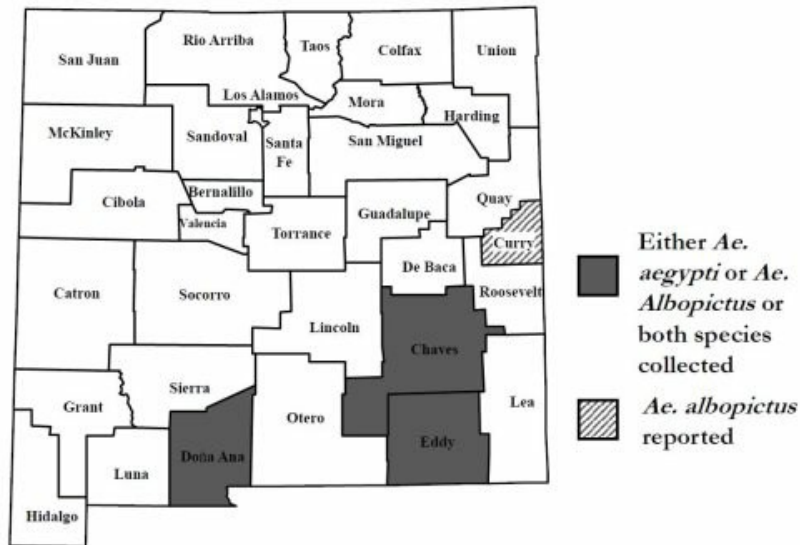 San Juan
Rio Arriba
Taos
Colfax
Union
Los Alamos
Mora
Harding
McKinley
Sandoval
Santa
Fe
San Miguel
Cibola
Bernalillo
Valencia
Torrance
Guadalupe
Quay
Curry
De Baca
Roosevelt
Catron
Socorro
Lincoln
Chaves
Sierra
Grant
Otero
Lea
Doña Ana
Eddy
Luna
Hidalgo
Either Ae.
aegypti or Ae.
Albopictus or
both species
collected
Ae. albopictus
reported